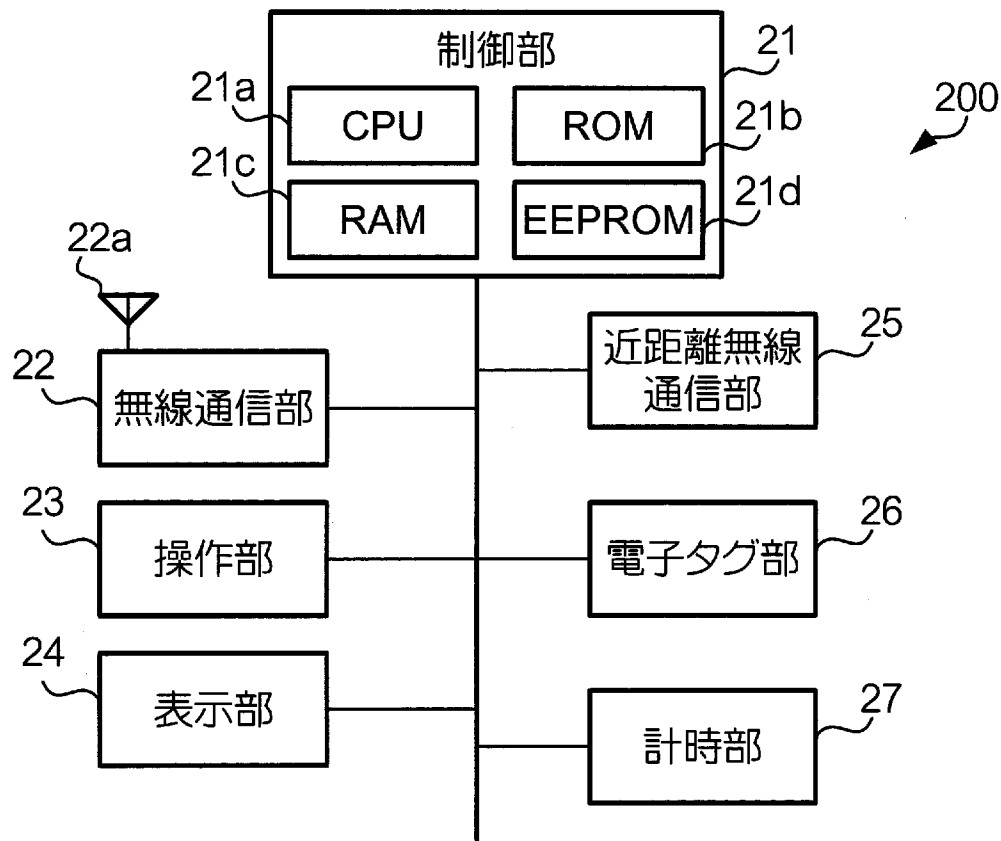 制御部
21
200
21a
CPU
ROM
21b
21c
RAM
EEPROM
21d
22a
22
無線通信部
近距離無線
通信部
25
23
操作部
電子タグ部
26
24
表示部
計時部
27